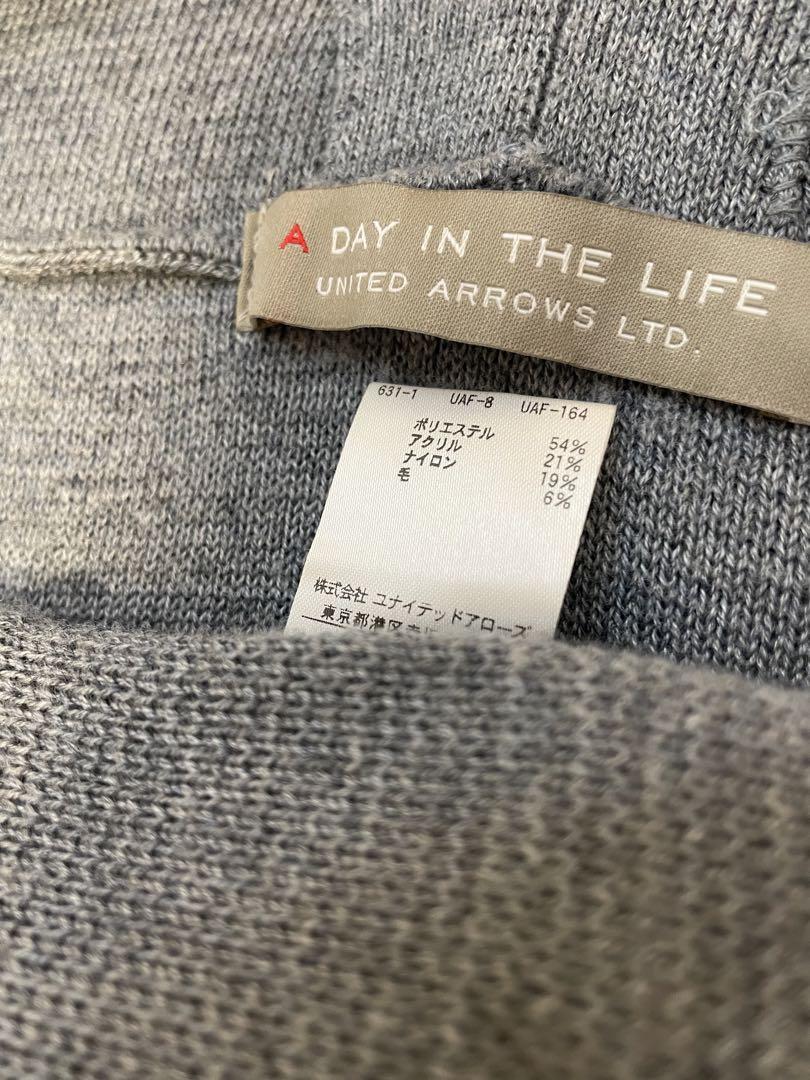 A DAY IN THE LIFE
UNITED ARROWS LTD.
631-1 UAF-8 UAF-164
ポリエステル 54%
アクリル 21%
ナイロン 19%
毛 6%
株式会社 ユナイテッドアローズ
東京都港区